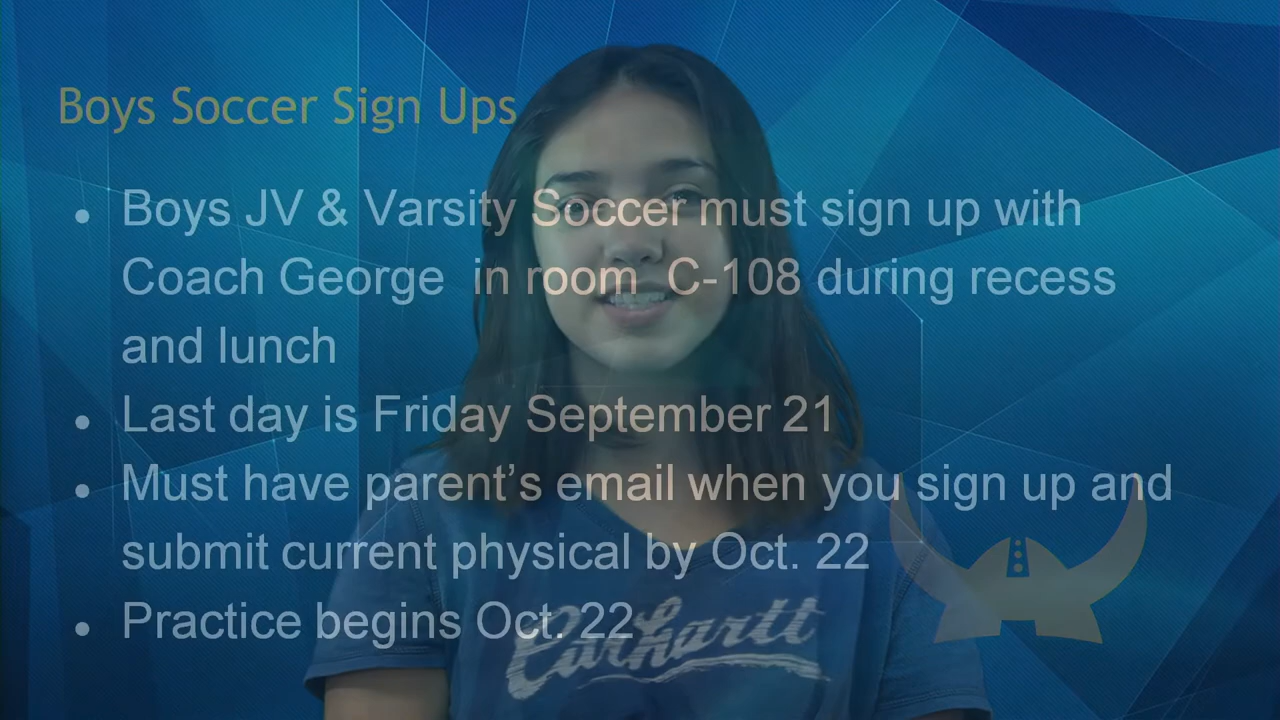 Boys Soccer Sign Ups
• Boys JV & Varsity Soccer must sign up with
Coach George in room C-108 during recess
and lunch
• Last day is Friday September 21
• Must have parent’s email when you sign up and
submit current physical by Oct. 22
• Practice begins Oct. 22
Carhartt